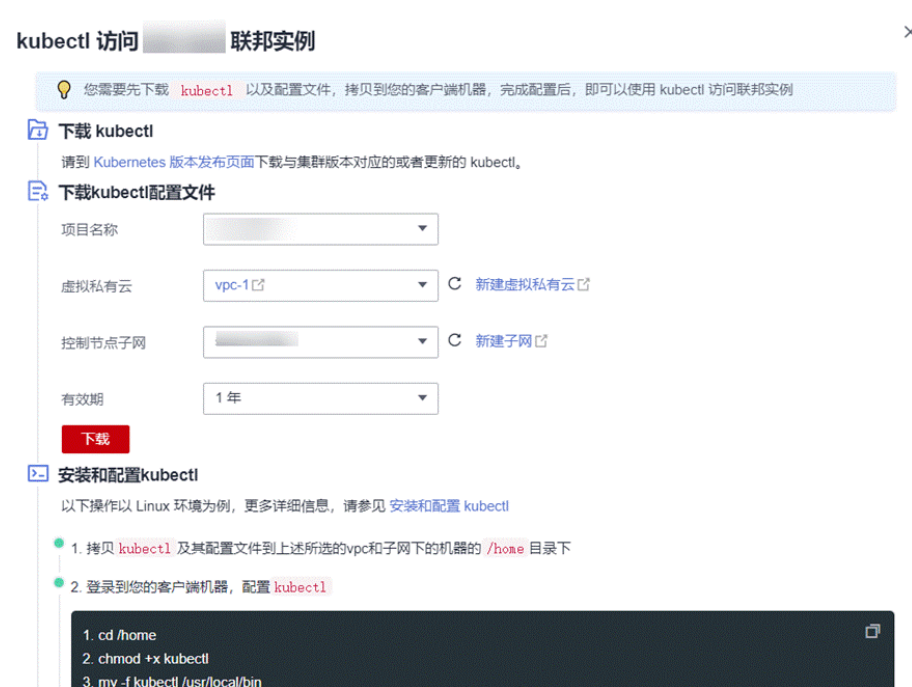 kubectl 访问 联邦实例
您需要先下载 kubectl 以及配置文件，拷贝到您的客户端机器，完成配置后，即可以使用 kubectl 访问联邦实例
下载 kubectl
请到 Kubernetes 版本发布页面下载与集群版本对应的或者更新的 kubectl。
下载kubectl配置文件
项目名称
虚拟私有云 vpc-1 新建虚拟私有云
控制节点子网 新建子网
有效期 1 年
下载
安装和配置kubectl
以下操作以 Linux 环境为例，更多详细信息，请参见 安装和配置 kubectl
1. 拷贝 kubectl 及其配置文件到上述所选的vpc和子网下的机器的 /home 目录下
2. 登录到您的客户端机器，配置 kubectl
1. cd /home
2. chmod +x kubectl
3. mv -f kubectl /usr/local/bin